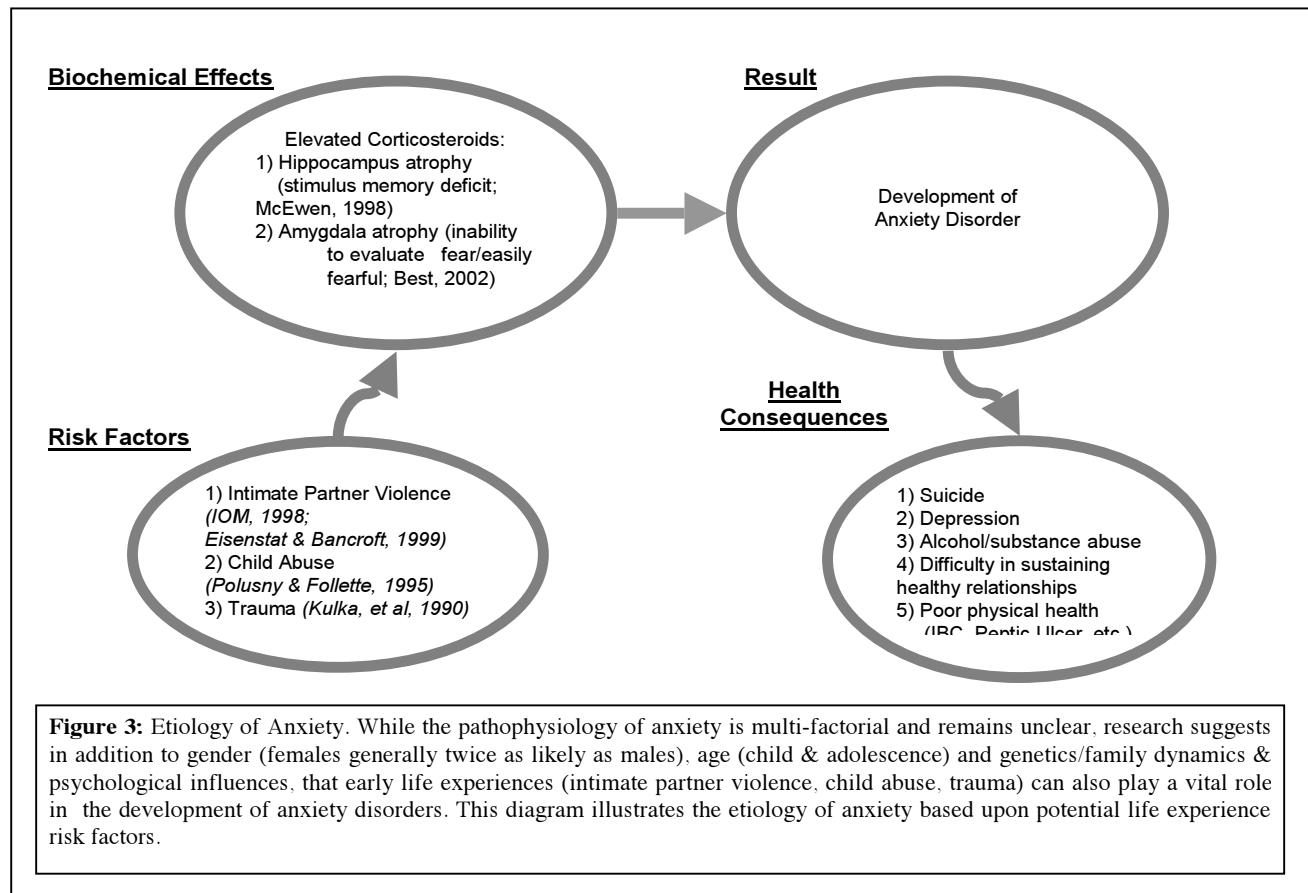 Biochemical Effects
Elevated Corticosteroids:
1) Hippocampus atrophy
(stimulus memory deficit;
McEwen, 1998)
2) Amygdala atrophy (inability
to evaluate fear/easily
fearful; Best, 2002)
Result
Development of
Anxiety Disorder
Risk Factors
1) Intimate Partner Violence
(IOM, 1998;
Eisenstat & Bancroft, 1999)
2) Child Abuse
(Polusny & Follette, 1995)
3) Trauma (Kulka, et al, 1990)
Health
Consequences
1) Suicide
2) Depression
3) Alcohol/substance abuse
4) Difficulty in sustaining
healthy relationships
5) Poor physical health
(IBC, Peptic Ulcer, etc.)
Figure 3: Etiology of Anxiety. While the pathophysiology of anxiety is multi-factorial and remains unclear, research suggests
in addition to gender (females generally twice as likely as males), age (child & adolescence) and genetics/family dynamics &
psychological influences, that early life experiences (intimate partner violence, child abuse, trauma) can also play a vital role
in the development of anxiety disorders. This diagram illustrates the etiology of anxiety based upon potential life experience
risk factors.